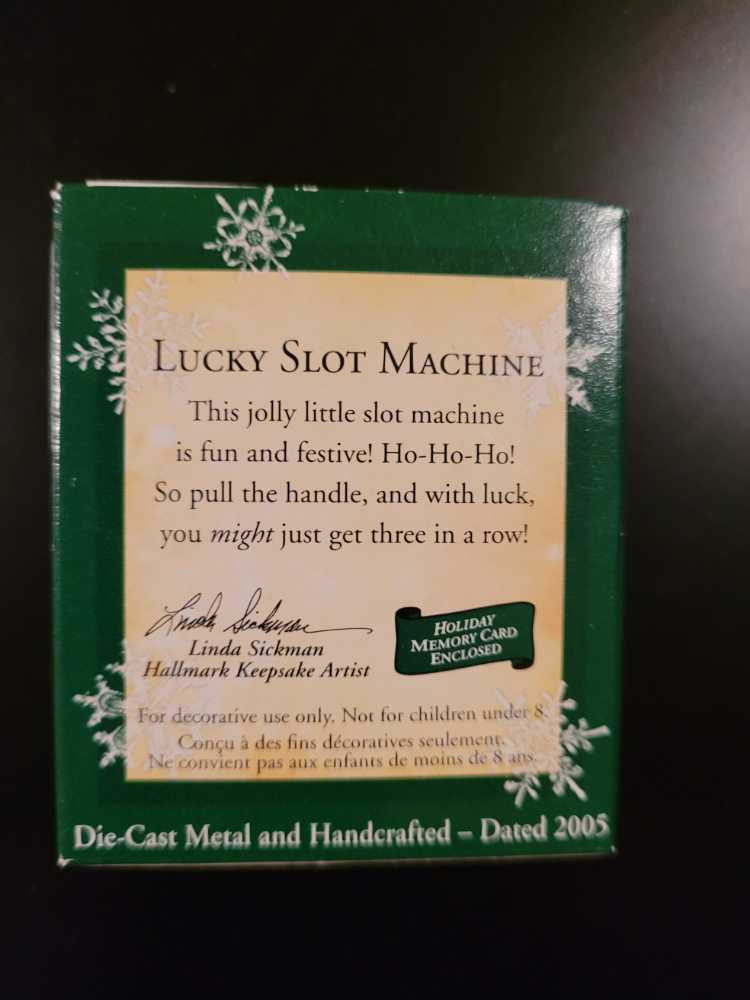 LUCKY SLOT MACHINE
This jolly little slot machine
is fun and festive! Ho-Ho-Ho!
So pull the handle, and with luck,
you might just get three in a row!
Linda Sickman
Linda Sickman
Hallmark Keepsake Artist
HOLIDAY
MEMORY CARD
ENCLOSED
For decorative use only. Not for children under 8.
Conçu à des fins décoratives seulement.
Ne convient pas aux enfants de moins de 8 ans.
Die-Cast Metal and Handcrafted – Dated 2005